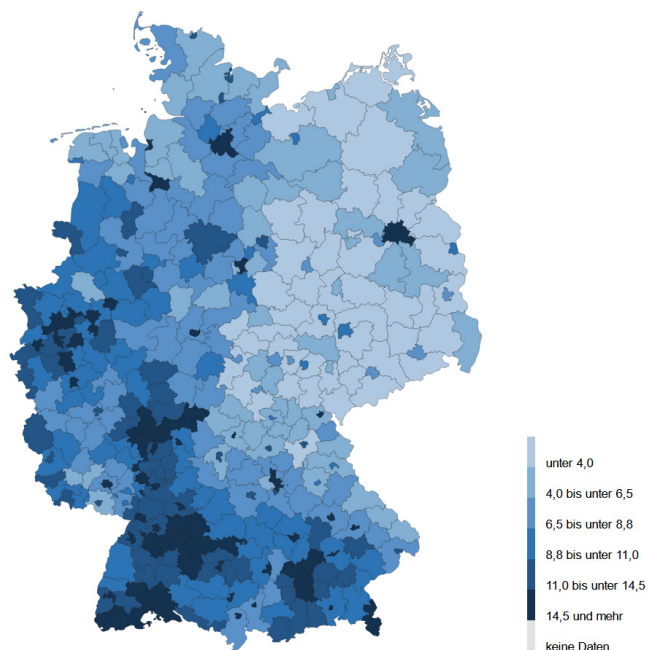 unter 4,0
4,0 bis unter 6,5
6,5 bis unter 8,8
8,8 bis unter 11,0
11,0 bis unter 14,5
14,5 und mehr
keine Daten